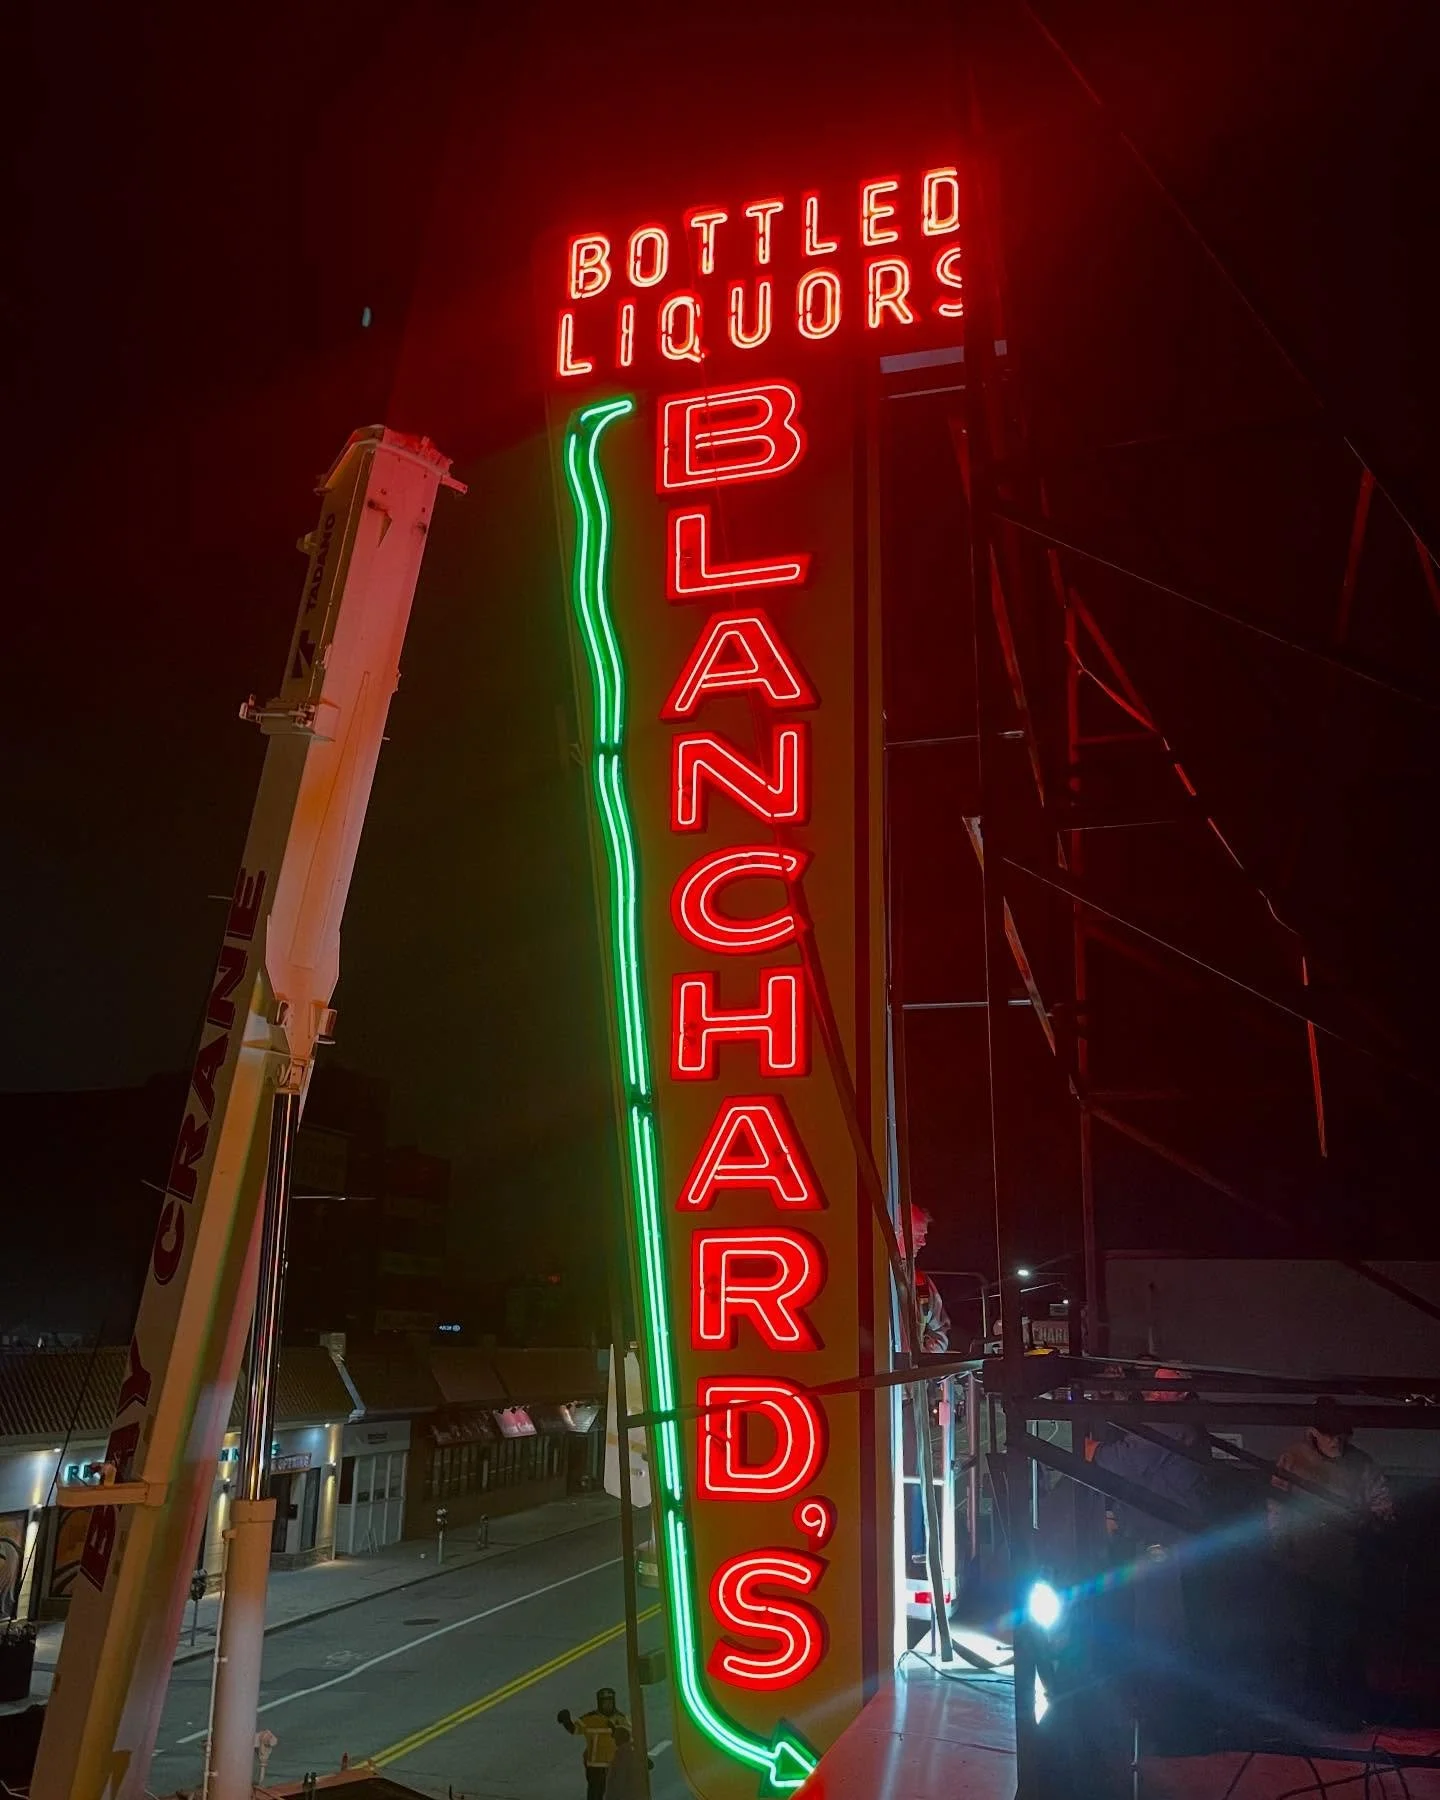 BOTTLED
LIQUORS
BLANCHARD'S
TADANO
BAY CRANE